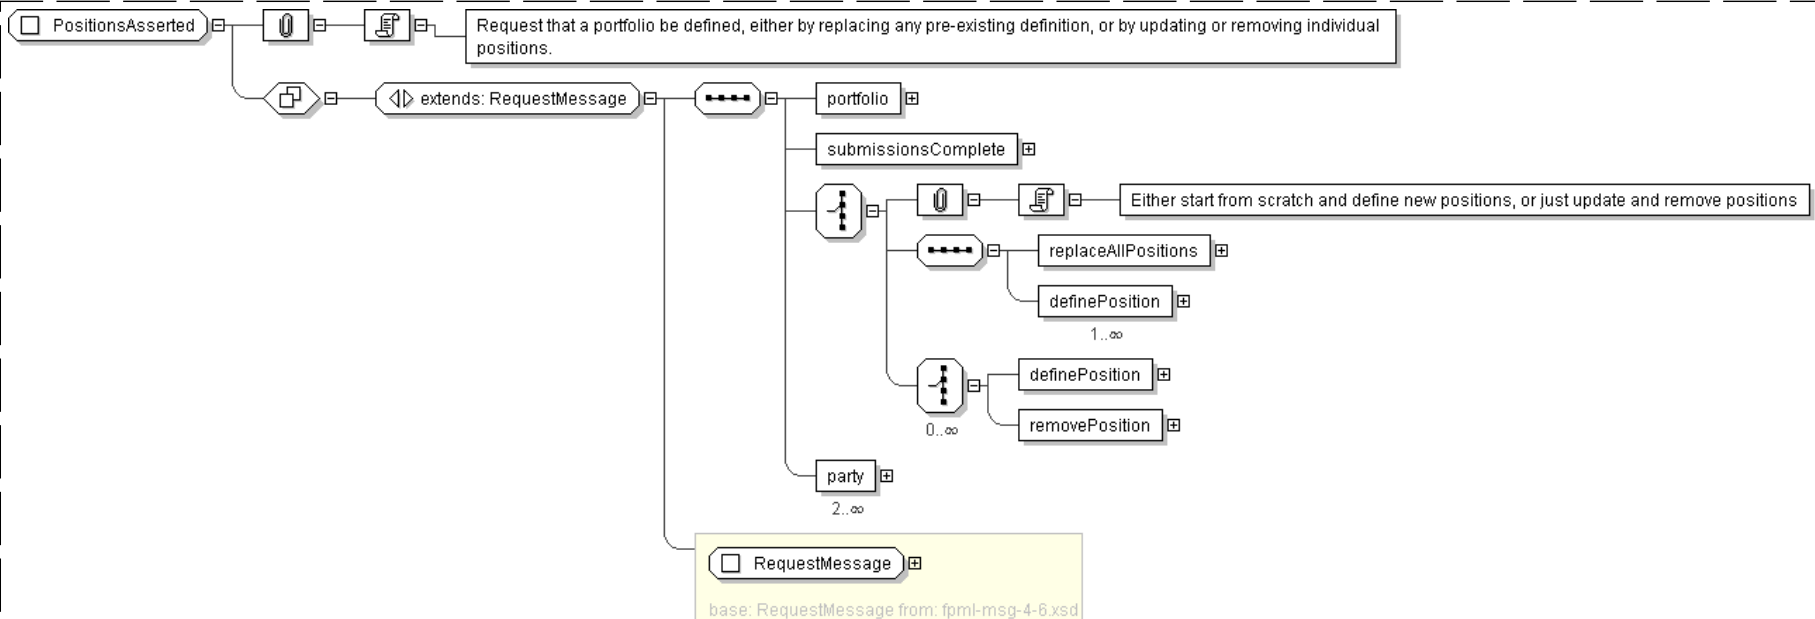 PositionsAsserted
Request that a portfolio be defined, either by replacing any pre-existing definition, or by updating or removing individual
positions.
extends: RequestMessage
portfolio
submissionsComplete
Either start from scratch and define new positions, or just update and remove positions
replaceAllPositions
definePosition
1..∞
definePosition
removePosition
0..∞
party
2..∞
RequestMessage
base: RequestMessage from: fpml-msg-4-6.xsd